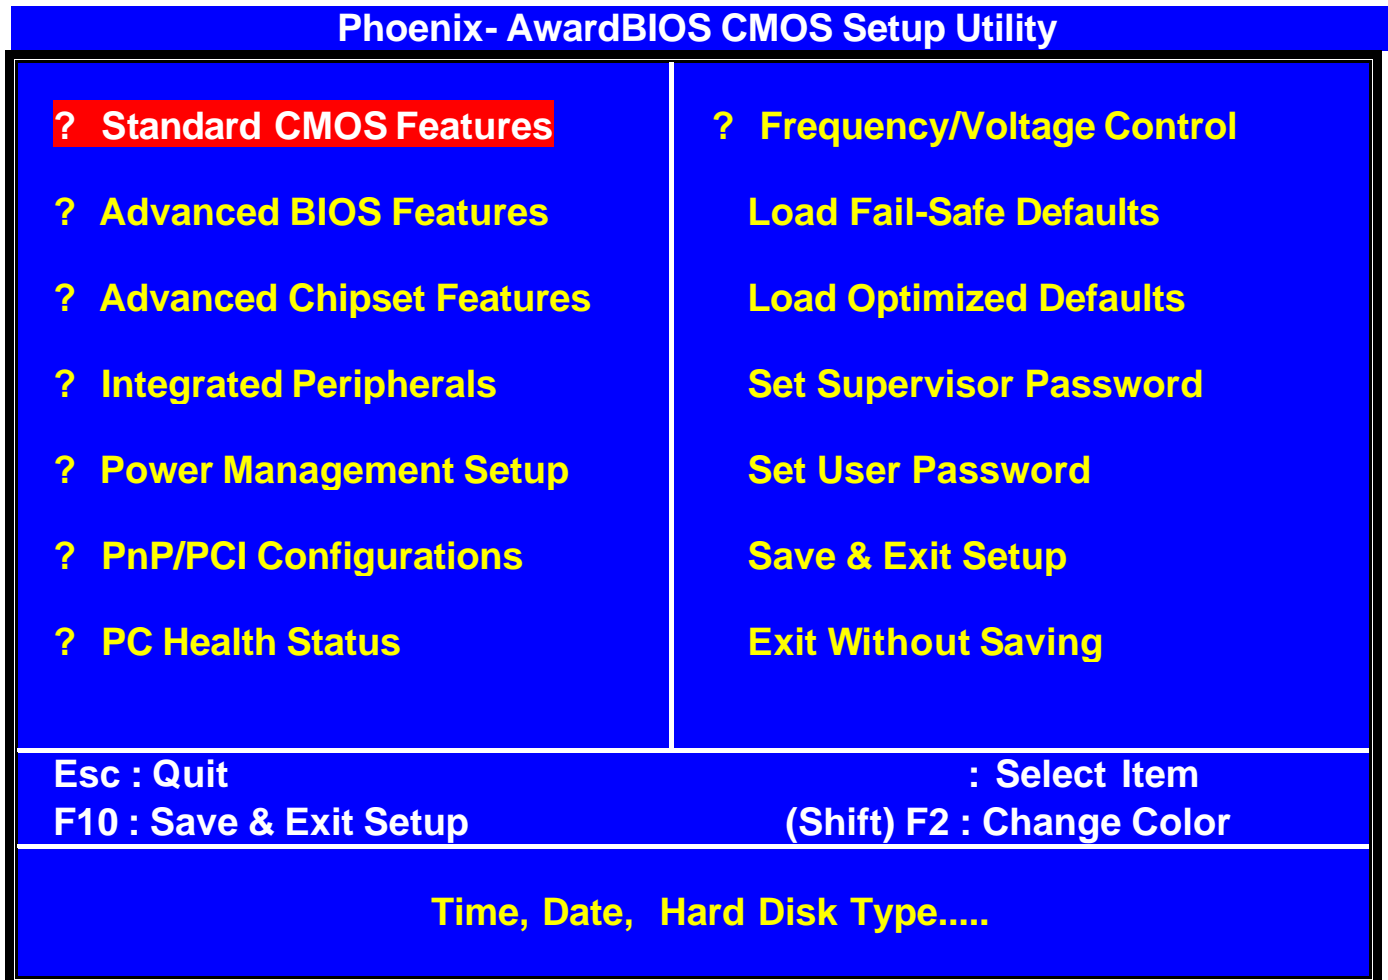 Phoenix- AwardBIOS CMOS Setup Utility
? Standard CMOS Features
? Advanced BIOS Features
? Advanced Chipset Features
? Integrated Peripherals
? Power Management Setup
? PnP/PCI Configurations
? PC Health Status
? Frequency/Voltage Control
Load Fail-Safe Defaults
Load Optimized Defaults
Set Supervisor Password
Set User Password
Save & Exit Setup
Exit Without Saving
Esc : Quit
: Select Item
F10 : Save & Exit Setup
(Shift) F2 : Change Color
Time, Date, Hard Disk Type.....